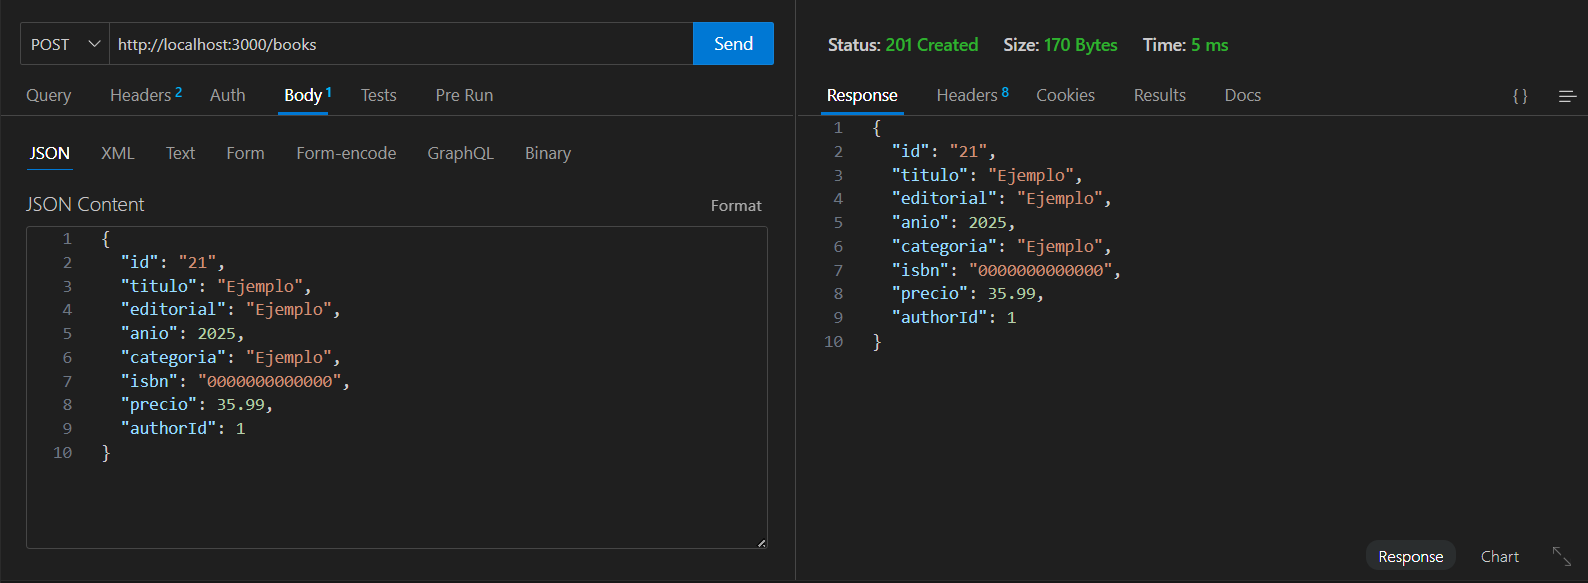 POST http://localhost:3000/books Send
Query Headers 2 Auth Body 1 Tests Pre Run
JSON XML Text Form Form-encode GraphQL Binary
JSON Content Format
1 {
2 "id": "21",
3 "titulo": "Ejemplo",
4 "editorial": "Ejemplo",
5 "anio": 2025,
6 "categoria": "Ejemplo",
7 "isbn": "0000000000000",
8 "precio": 35.99,
9 "authorId": 1
10 }
Status: 201 Created Size: 170 Bytes Time: 5 ms
Response Headers 8 Cookies Results Docs { }
1 {
2 "id": "21",
3 "titulo": "Ejemplo",
4 "editorial": "Ejemplo",
5 "anio": 2025,
6 "categoria": "Ejemplo",
7 "isbn": "0000000000000",
8 "precio": 35.99,
9 "authorId": 1
10 }
Response Chart